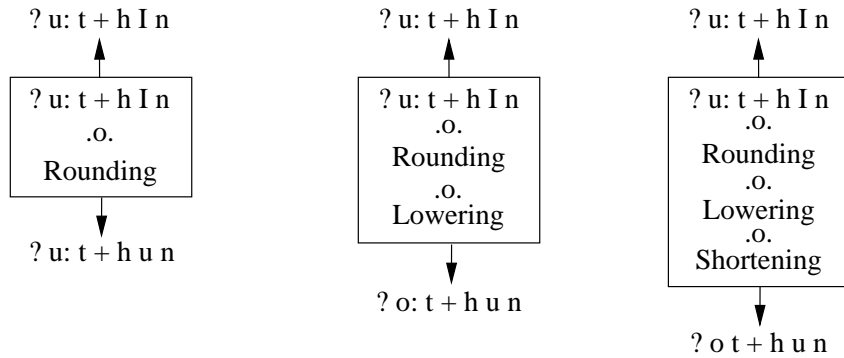 ? u: t + h I n
? u: t + h I n
.o.
Rounding
? u: t + h u n
? u: t + h I n
? u: t + h I n
.o.
Rounding
.o.
Lowering
? o: t + h u n
? u: t + h I n
? u: t + h I n
.o.
Rounding
.o.
Lowering
.o.
Shortening
? o t + h u n